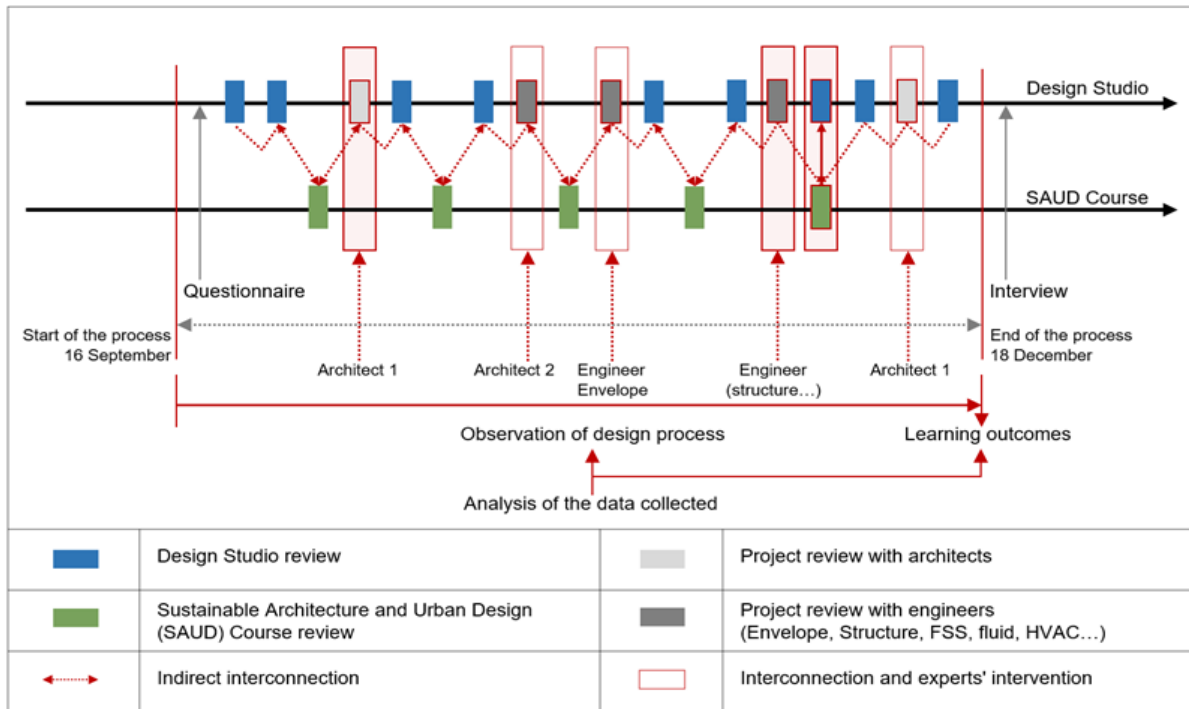 Design Studio
SAUD Course
Questionnaire
Interview
Start of the process
16 September
End of the process
18 December
Architect 1
Architect 2
Engineer
Envelope
Engineer
(structure…)
Architect 1
Observation of design process
Learning outcomes
Analysis of the data collected
Design Studio review
Project review with architects
Sustainable Architecture and Urban Design
(SAUD) Course review
Project review with engineers
(Envelope, Structure, FSS, fluid, HVAC…)
Indirect interconnection
Interconnection and experts' intervention